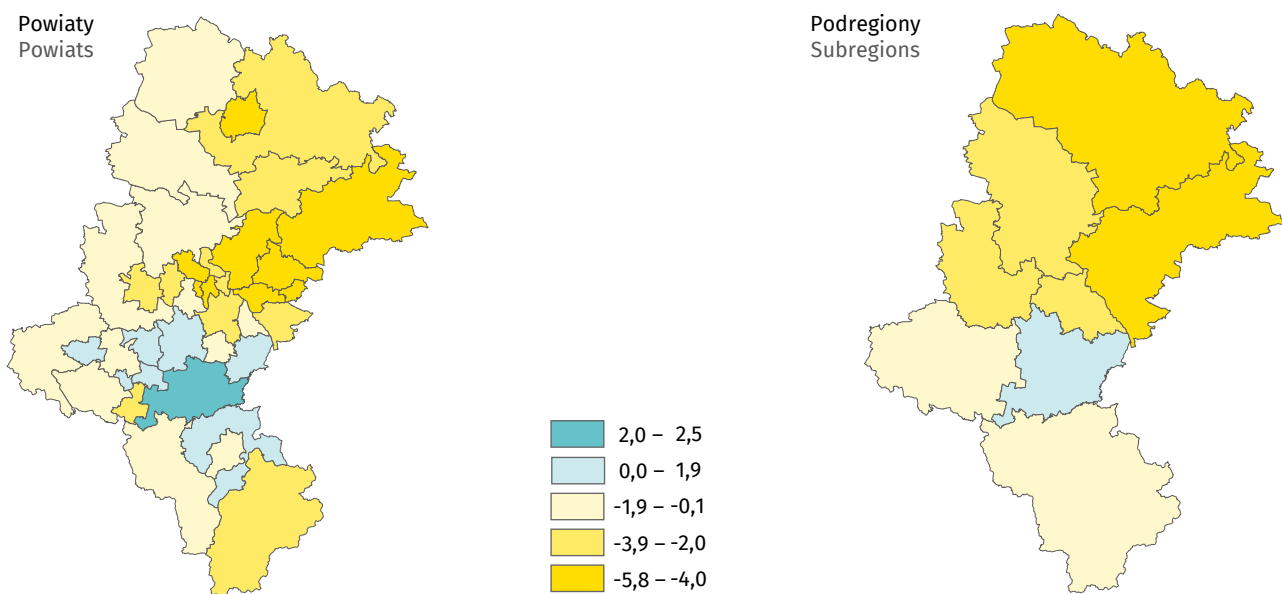 Powiaty
Powiats
Podregiony
Subregions
2,0 – 2,5
0,0 – 1,9
-1,9 – -0,1
-3,9 – -2,0
-5,8 – -4,0